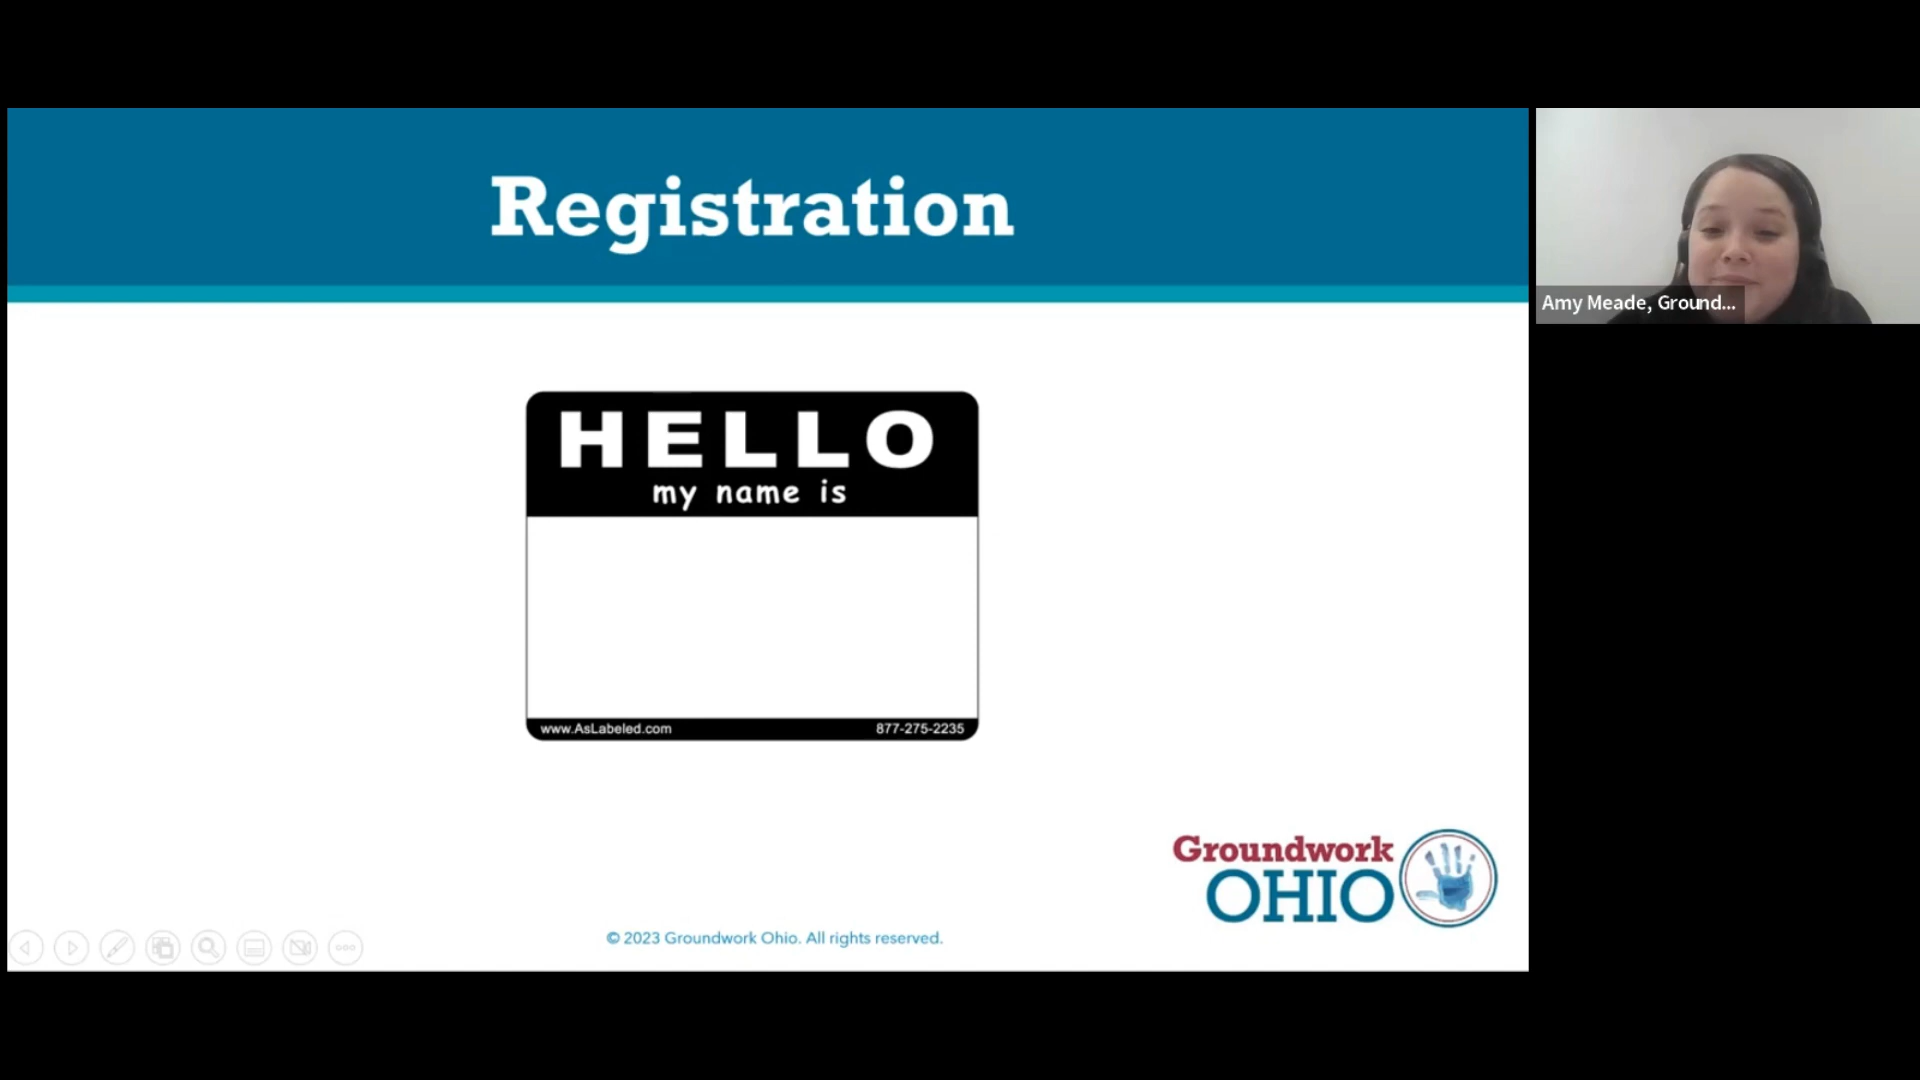 Registration
HELLO
my name is
www.AsLabeled.com 877-275-2235
Groundwork
OHIO
© 2023 Groundwork Ohio. All rights reserved.
Amy Meade, Ground...